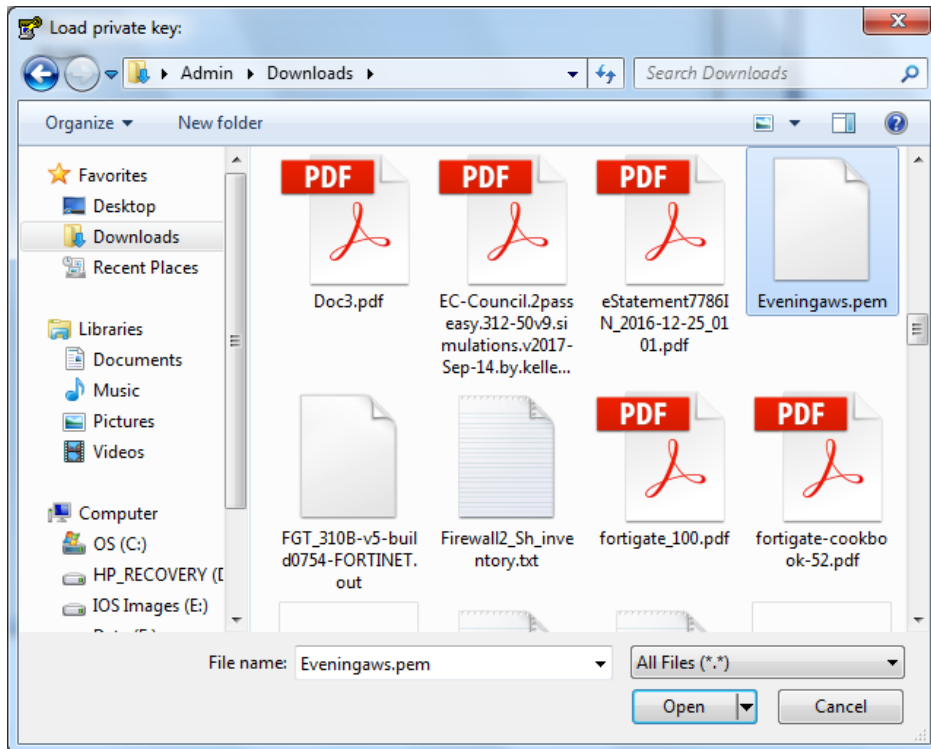 Load private key:
Admin Downloads
Search Downloads
Organize New folder
Favorites
Desktop
Downloads
Recent Places
Libraries
Documents
Music
Pictures
Videos
Computer
OS (C:)
HP_RECOVERY (
IOS Images (E:)
PDF
PDF
PDF
Doc3.pdf
EC-Council.2pass
easy.312-50v9.si
mulations.v2017-
Sep-14.by.kelle...
eStatement7786I
N_2016-12-25_01
01.pdf
Eveningaws.pem
PDF
PDF
FGT_310B-v5-buil
d0754-FORTINET.
out
Firewall2_Sh_inve
ntory.txt
fortigate_100.pdf
fortigate-cookbo
ok-52.pdf
File name: Eveningaws.pem
All Files (*.*)
Open Cancel